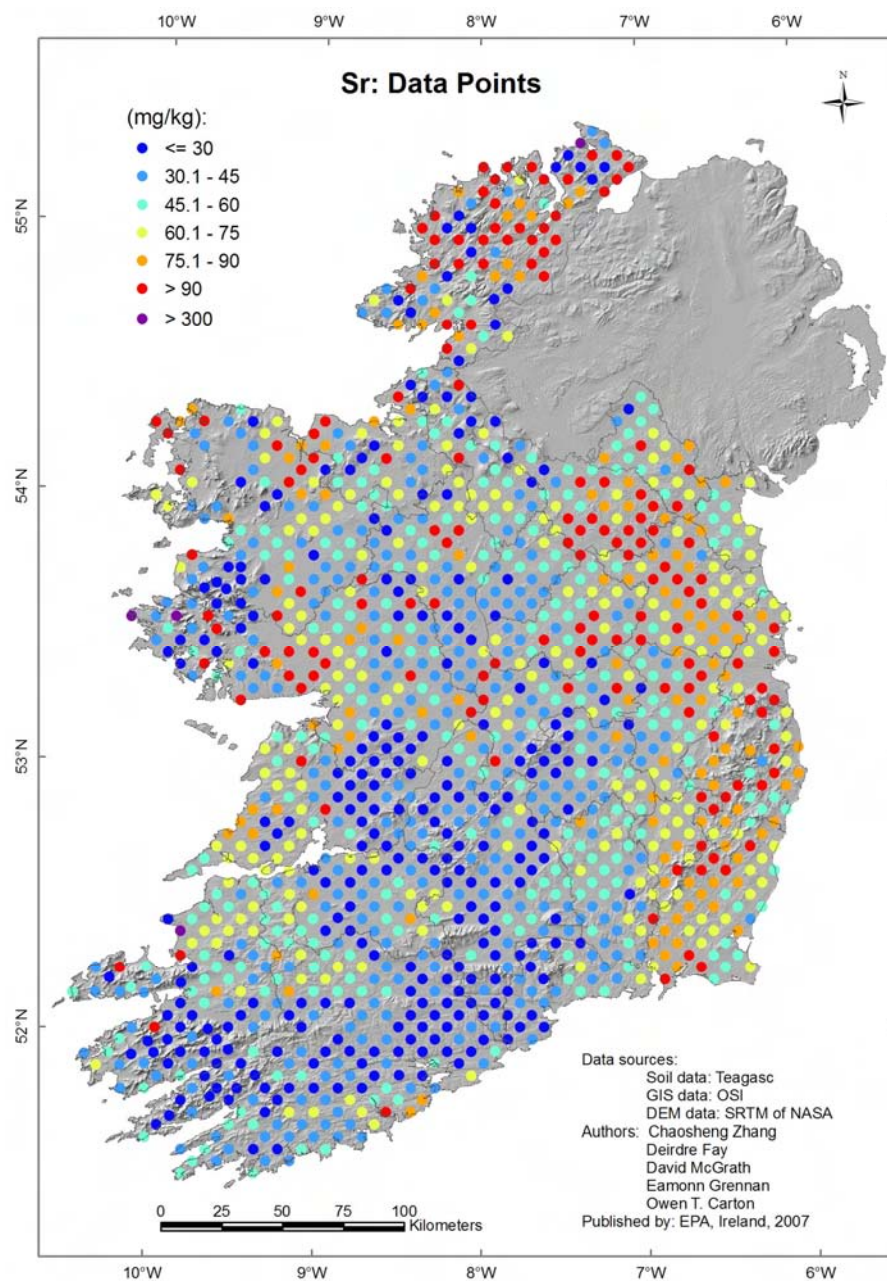 10°W 9°W 8°W 7°W 6°W
Sr: Data Points
N
(mg/kg):
<= 30
30.1 - 45
45.1 - 60
60.1 - 75
75.1 - 90
> 90
> 300
55°N
54°N
53°N
52°N
Data sources:
Soil data: Teagasc
GIS data: OSI
DEM data: SRTM of NASA
Authors: Chaosheng Zhang
Deirdre Fay
David McGrath
Eamonn Grennan
Owen T. Carton
Published by: EPA, Ireland, 2007
0 25 50 75 100
Kilometers
10°W 9°W 8°W 7°W 6°W